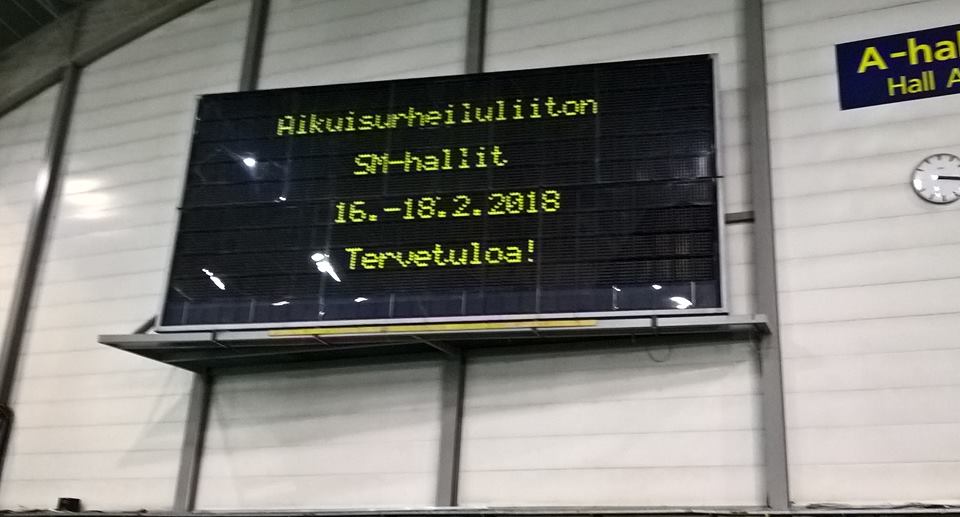 Aikuisurheiluliiton
SM-hallit
16.-18.2.2018
Tervetuloa!
A-hal
Hall A